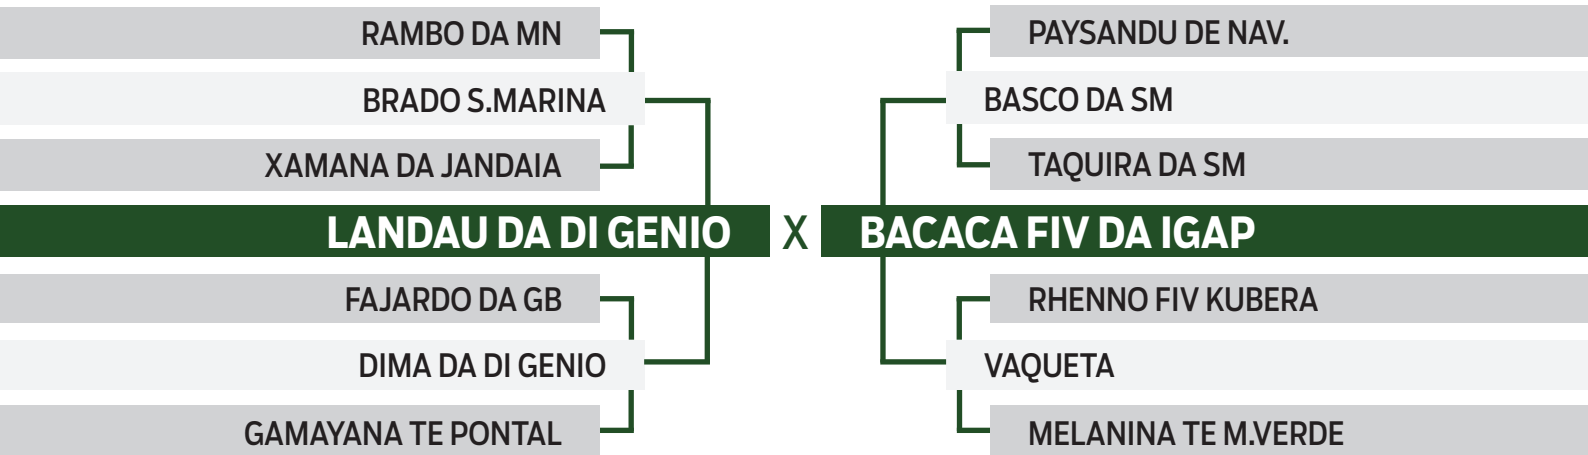 RAMBO DA MN
BRADO S.MARINA
XAMANA DA JANDAIA
PAYSANDU DE NAV.
BASCO DA SM
TAQUIRA DA SM
LANDAU DA DI GENIO X BACACA FIV DA IGAP
FAJARDO DA GB
DIMA DA DI GENIO
GAMAYANA TE PONTAL
RHENNO FIV KUBERA
VAQUETA
MELANINA TE M.VERDE